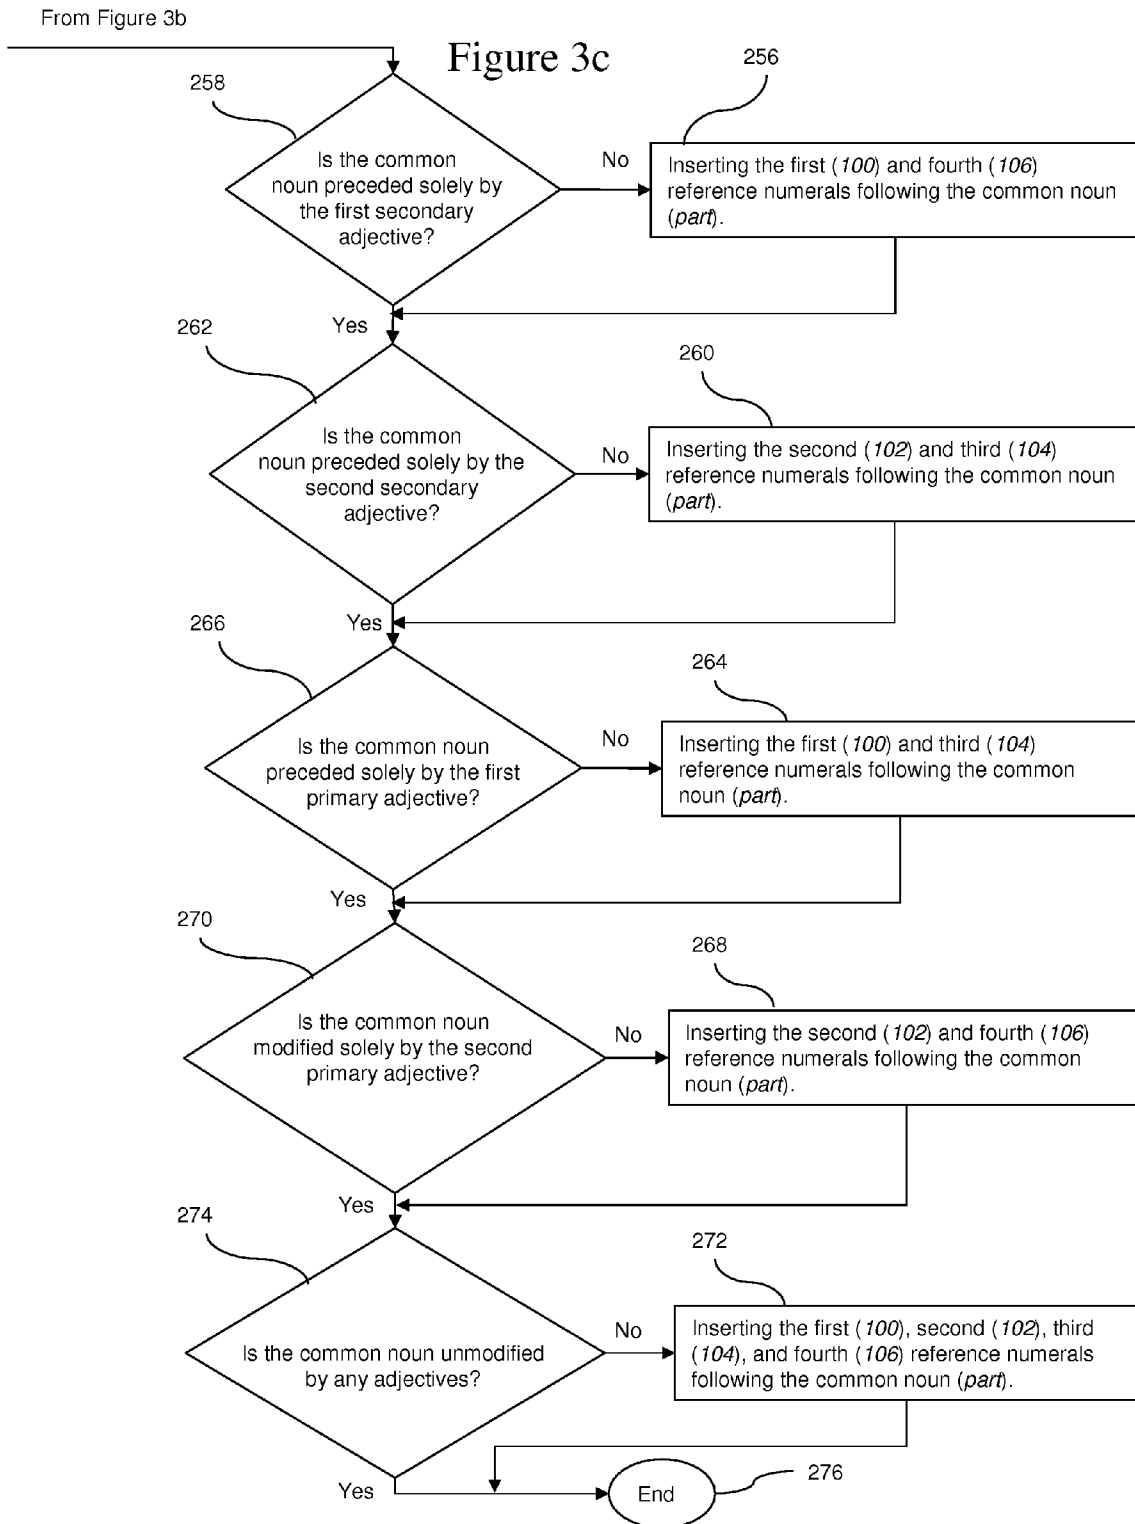 From Figure 3b
Figure 3c
258
256
Is the common
noun preceded solely by
the first secondary
adjective?
No
Inserting the first (100) and fourth (106)
reference numerals following the common noun
(part).
Yes
262
260
Is the common
noun preceded solely by the
second secondary
adjective?
No
Inserting the second (102) and third (104)
reference numerals following the common noun
(part).
Yes
266
264
Is the common noun
preceded solely by the first
primary adjective?
No
Inserting the first (100) and third (104)
reference numerals following the common
noun (part).
Yes
270
268
Is the common noun
modified solely by the second
primary adjective?
No
Inserting the second (102) and fourth (106)
reference numerals following the common
noun (part).
Yes
274
272
Is the common noun unmodified
by any adjectives?
No
Inserting the first (100), second (102), third
(104), and fourth (106) reference numerals
following the common noun (part).
Yes
End
276